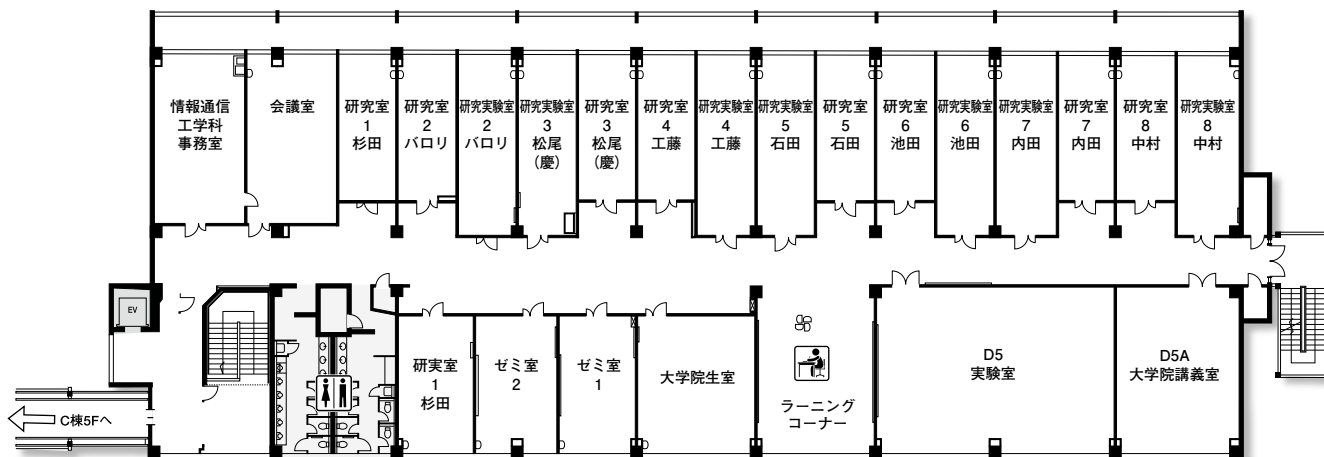 情報通信
工学科
事務室
会議室
研究室
1
杉田
研究室
2
バロリ
研究実験室
2
バロリ
研究実験室
3
松尾
(慶)
研究室
3
松尾
(慶)
研究室
4
工藤
研究実験室
4
工藤
研究実験室
5
石田
研究室
5
石田
研究室
6
池田
研究実験室
6
池田
研究実験室
7
内田
研究室
7
内田
研究室
8
中村
研究実験室
8
中村
EV
C棟5Fへ
研実室
1
杉田
ゼミ室
2
ゼミ室
1
大学院生室
ラーニング
コーナー
D5
実験室
D5A
大学院講義室